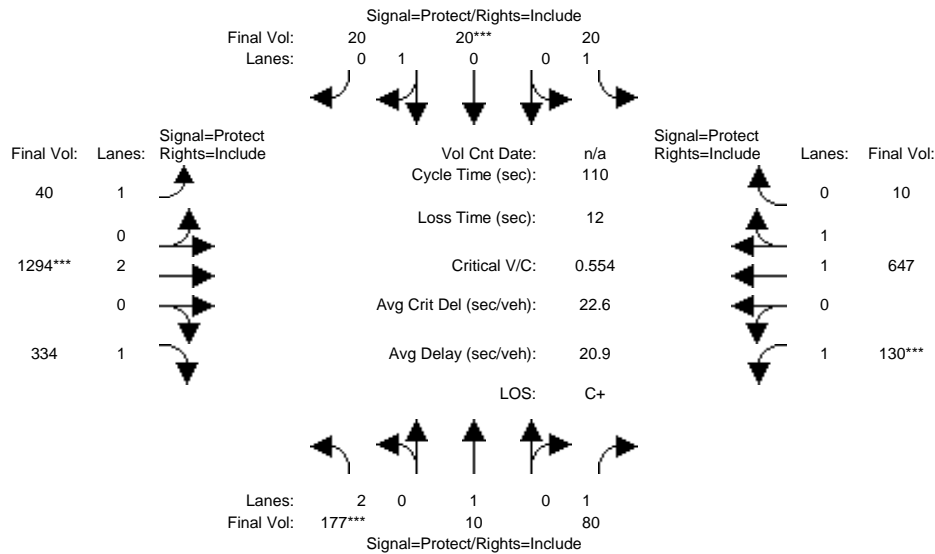 Signal=Protect/Rights=Include
Final Vol: 20 20*** 20
Lanes: 0 1 0 0 1
Signal=Protect Signal=Protect
Final Vol: Lanes: Rights=Include Vol Cnt Date: n/a Rights=Include Lanes: Final Vol:
Cycle Time (sec): 110
40 1 0 10
Loss Time (sec): 12
0 1
1294*** 2 Critical V/C: 0.554 1 647
0 Avg Crit Del (sec/veh): 22.6 0
334 1 Avg Delay (sec/veh): 20.9 1 130***
LOS: C+
Lanes: 2 0 1 0 1
Final Vol: 177*** 10 80
Signal=Protect/Rights=Include